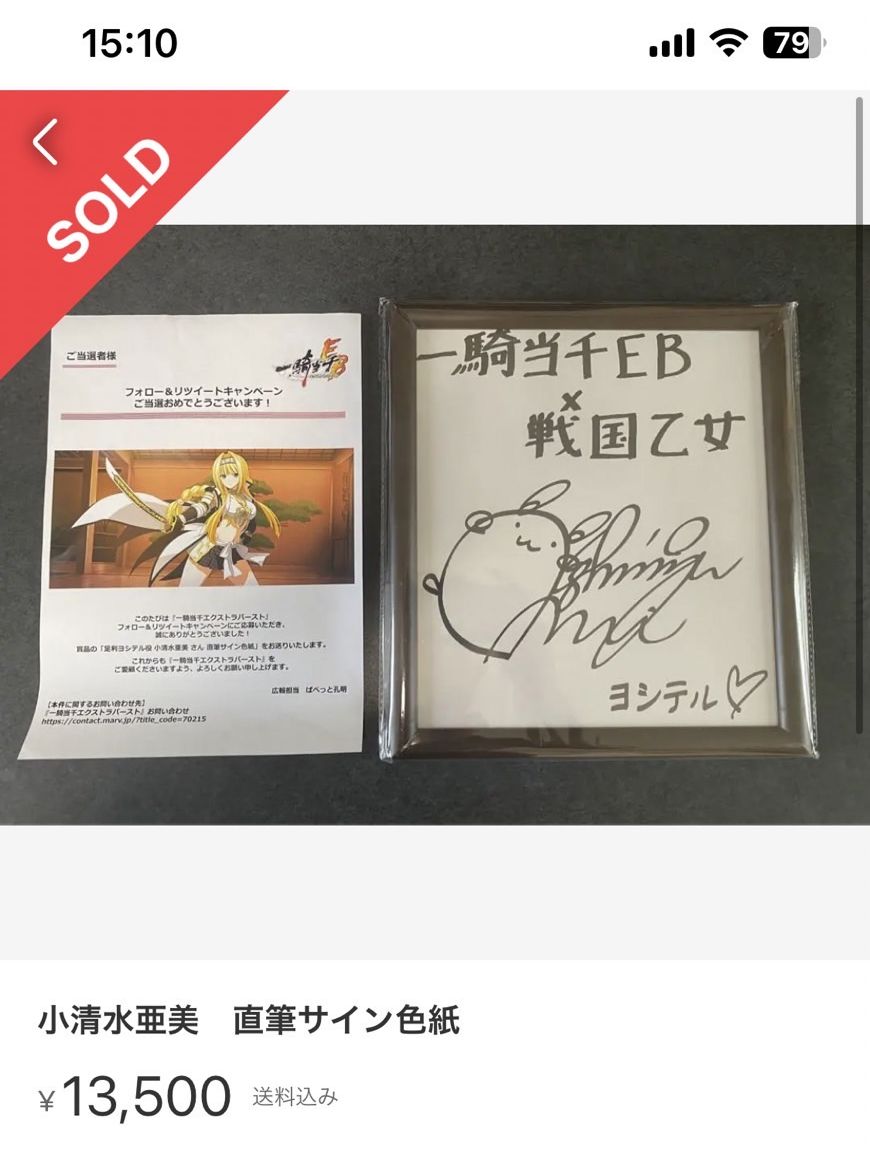 15:10
79
SOLD
ご当選者様
一騎当千EB
フォロー&リツイートキャンペーン
ご当選おめでとうございます！
このたびは『一騎当千エクストラバースト』
フォロー&リツイートキャンペーンにご応募いただき、
誠にありがとうございました！
賞品の「足利ヨシテル役 小清水亜美 さん 直筆サイン色紙」をお送りいたします。
これからも『一騎当千エクストラバースト』を
ご愛顧くださいますよう、よろしくお願い申し上げます。
広報担当　ぱぺっと孔明
【本件に関するお問い合わせ先】
『一騎当千エクストラバースト』お問い合わせ
https://contact.marv.jp/?title_code=70215
一騎当千EB
×
戦国乙女
ヨシテル♡
小清水亜美　直筆サイン色紙
¥13,500 送料込み